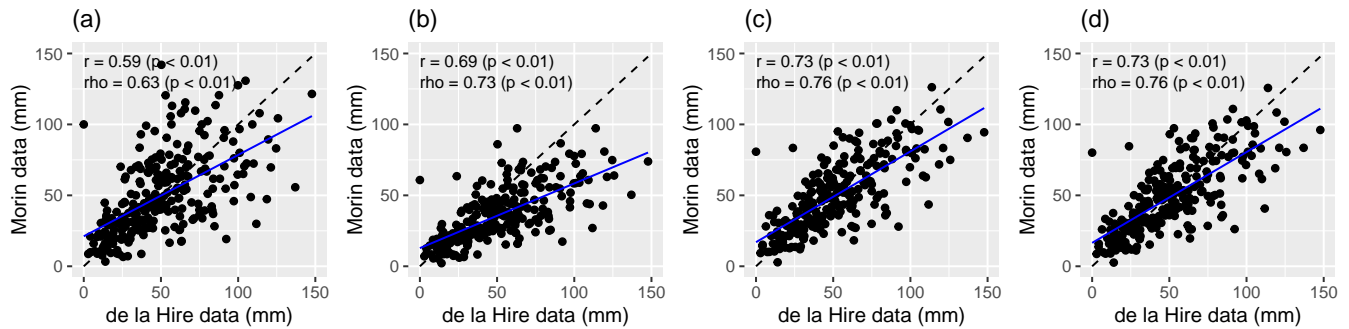 (a)
r = 0.59 (p < 0.01)
rho = 0.63 (p < 0.01)
Morin data (mm)
150
100
50
0
0 50 100 150
de la Hire data (mm)
(b)
r = 0.69 (p < 0.01)
rho = 0.73 (p < 0.01)
Morin data (mm)
150
100
50
0
0 50 100 150
de la Hire data (mm)
(c)
r = 0.73 (p < 0.01)
rho = 0.76 (p < 0.01)
Morin data (mm)
150
100
50
0
0 50 100 150
de la Hire data (mm)
(d)
r = 0.73 (p < 0.01)
rho = 0.76 (p < 0.01)
Morin data (mm)
150
100
50
0
0 50 100 150
de la Hire data (mm)